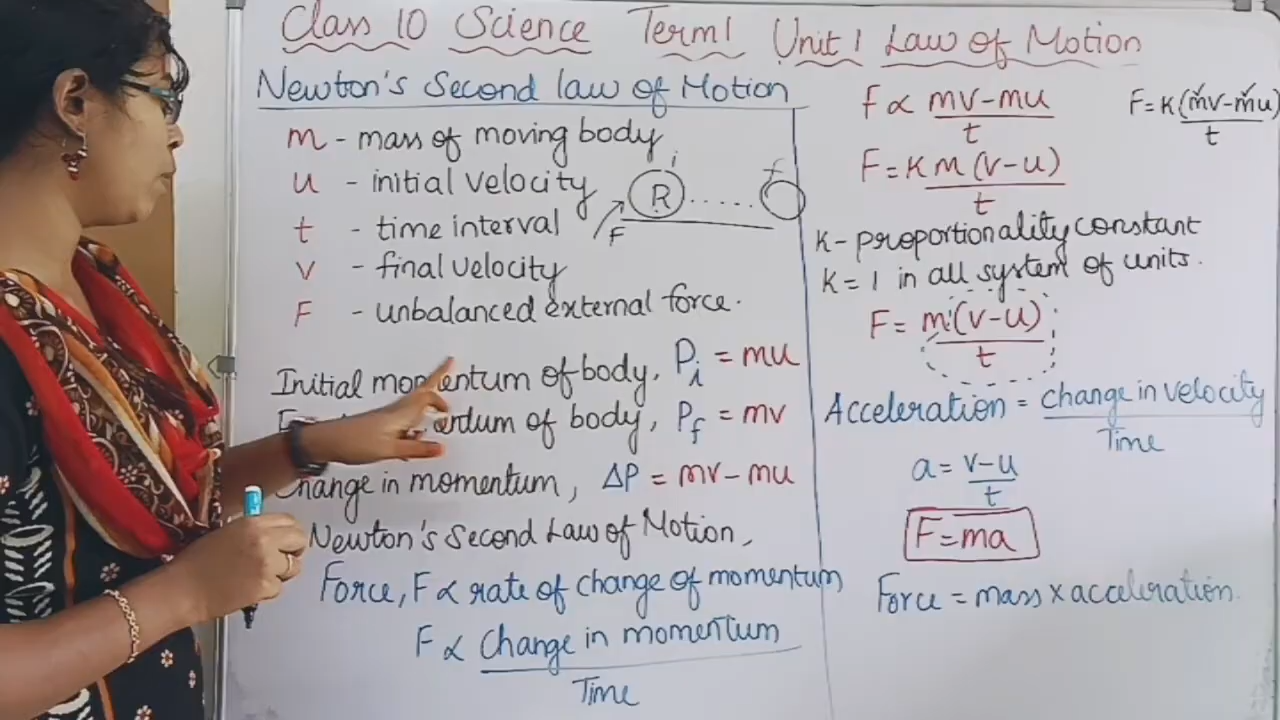 Class 10 Science Term 1 Unit 1 Law of Motion
Newton's Second law of Motion
m - mass of moving body
u - initial velocity
t - time interval
v - final velocity
F - unbalanced external force.
i
f
R
F
Initial momentum of body, Pi = mu
of body, Pf = mv
Change in momentum, ΔP = mv - mu
Newton's Second Law of Motion,
Force, F ∝ rate of change of momentum
F ∝ Change in momentum
Time
F ∝ mv - mu
t
F = K (mv - mu)
t
F = K m (v - u)
t
K - proportionality constant
K = 1 in all system of units.
F = m (v - u)
t
Acceleration = change in velocity
Time
a = v - u
t
F = ma
Force = mass x acceleration.